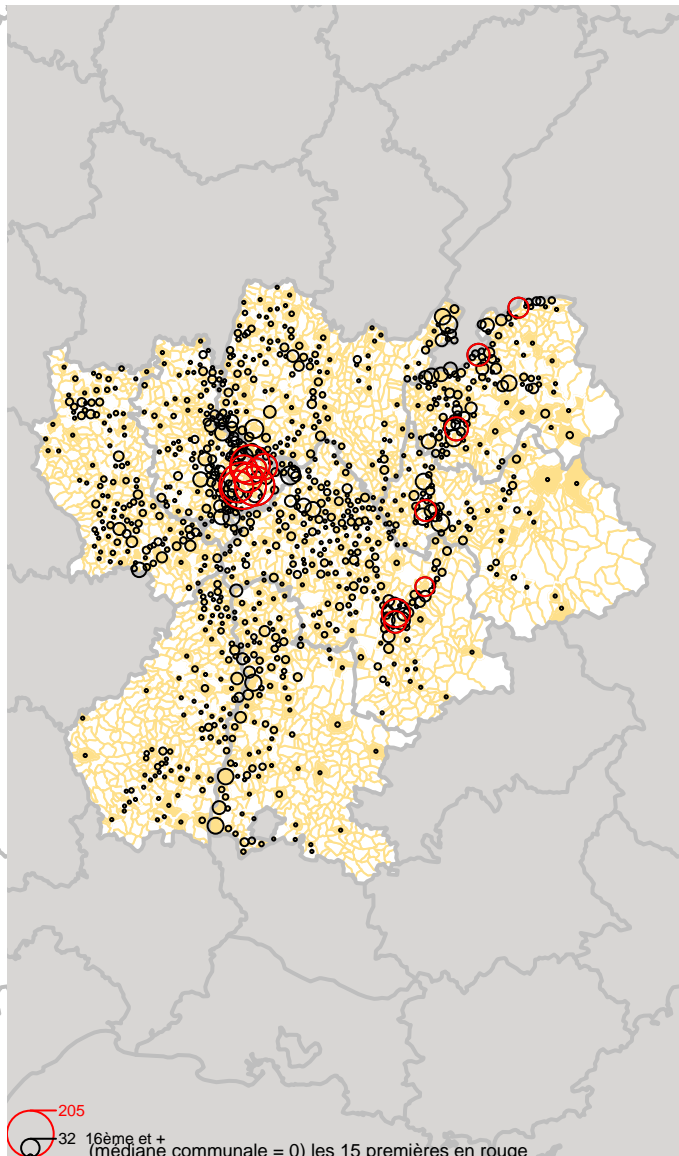 205
32 16ème et +
(médiane communale = 0) les 15 premières en rouge